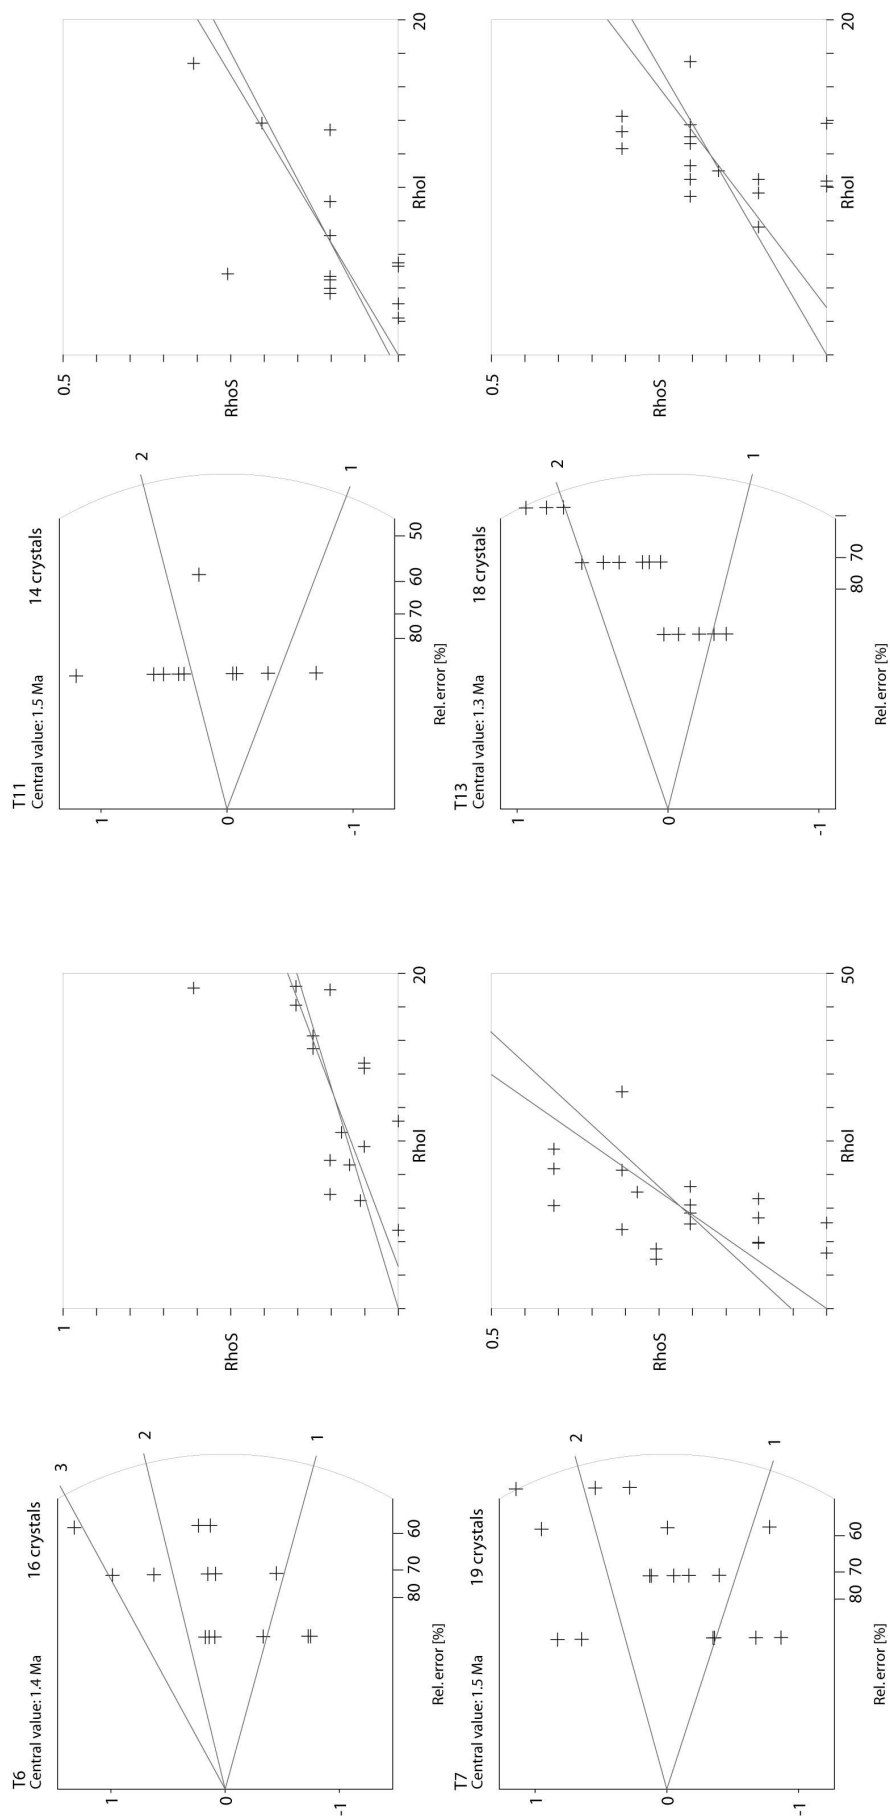 T6
Central value: 1.4 Ma
16 crystals
3
2
1
1
0
-1
80 70 60
Rel. error [%]
1
RhoS
RhoI
20
T11
Central value: 1.5 Ma
14 crystals
2
1
1
0
-1
80 70 60 50
Rel. error [%]
0.5
RhoS
RhoI
20
T7
Central value: 1.5 Ma
19 crystals
2
1
1
0
-1
80 70 60
Rel. error [%]
0.5
RhoS
RhoI
50
T13
Central value: 1.3 Ma
18 crystals
2
1
1
0
-1
80 70
Rel. error [%]
0.5
RhoS
RhoI
20